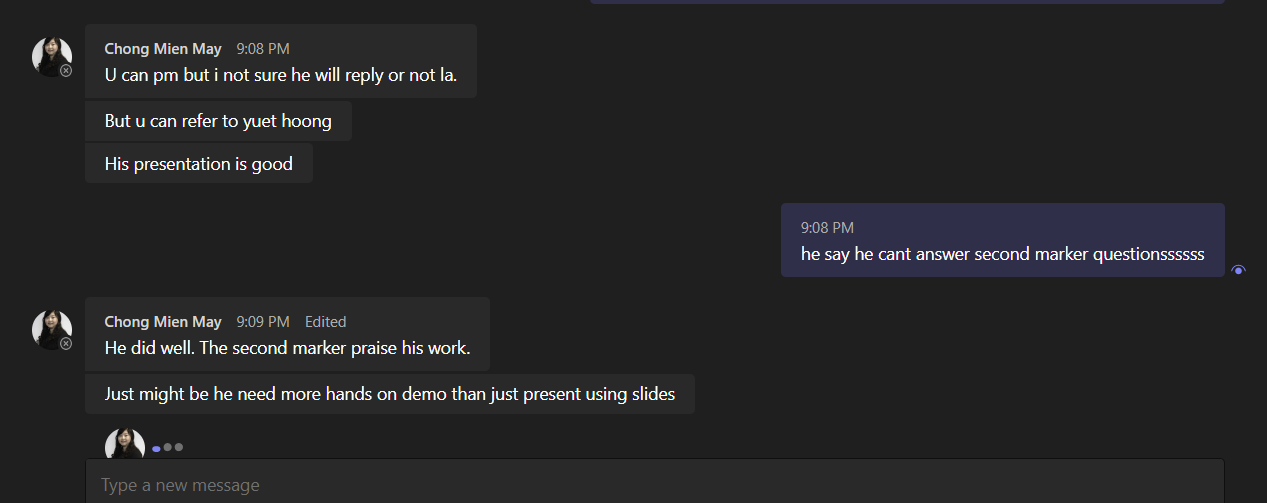 Chong Mien May 9:08 PM
U can pm but i not sure he will reply or not la.
But u can refer to yuet hoong
His presentation is good
9:08 PM
he say he cant answer second marker questionssssss
Chong Mien May 9:09 PM Edited
He did well. The second marker praise his work.
Just might be he need more hands on demo than just present using slides
Type a new message